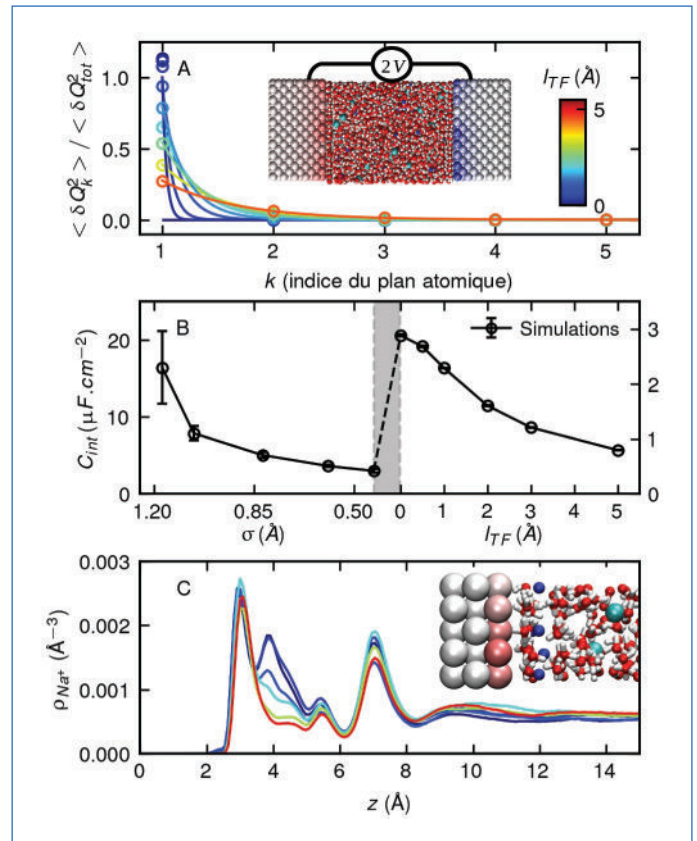 A
2 V
l_TF (Å)
5
0
< δQ²_k > / < δQ²_tot >
1.0
0.5
0.0
1 2 3 4 5
k (indice du plan atomique)
B
Simulations
C_int (µF.cm⁻²)
20
10
0
3
2
1
0
1.20 0.85 0.50 0 1 2 3 4 5
σ (Å) l_TF (Å)
C
ρ_Na⁺ (Å⁻³)
0.003
0.002
0.001
0.000
0 2 4 6 8 10 12 14
z (Å)